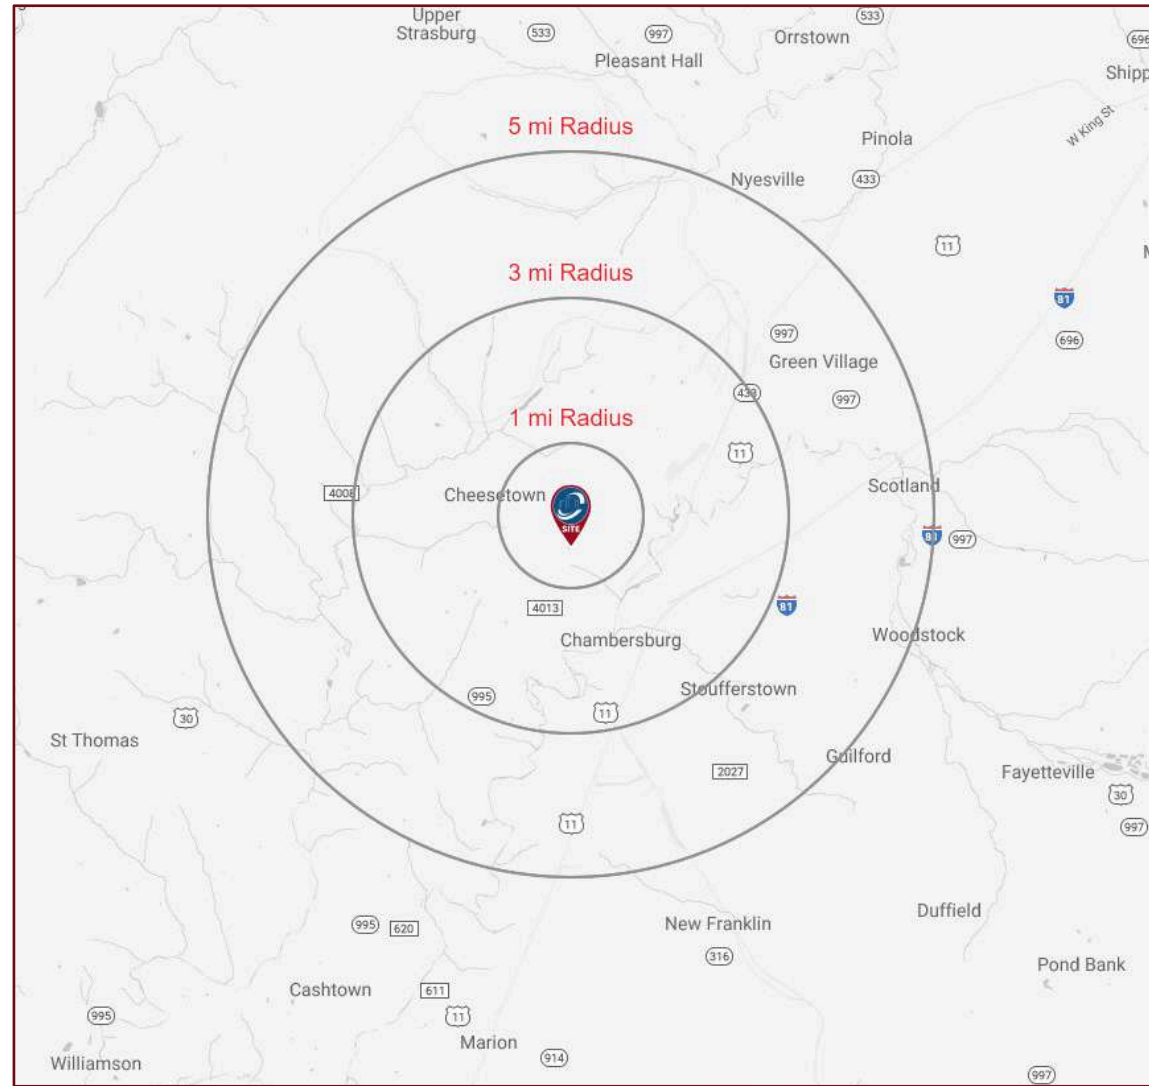 Upper
Strasburg
533
997
Pleasant Hall
Orrstown
533
696
Shipp
W King St
5 mi Radius
Pinola
Nyesville
433
11
3 mi Radius
81
997
696
Green Village
997
433
1 mi Radius
11
4008
Cheesetown
SITE
Scotland
81
997
4013
81
Chambersburg
Woodstock
Stoufferstown
995
11
30
St Thomas
Guilford
2027
Fayetteville
30
997
11
Duffield
995
620
New Franklin
316
Pond Bank
Cashtown
611
995
11
Marion
914
Williamson
997